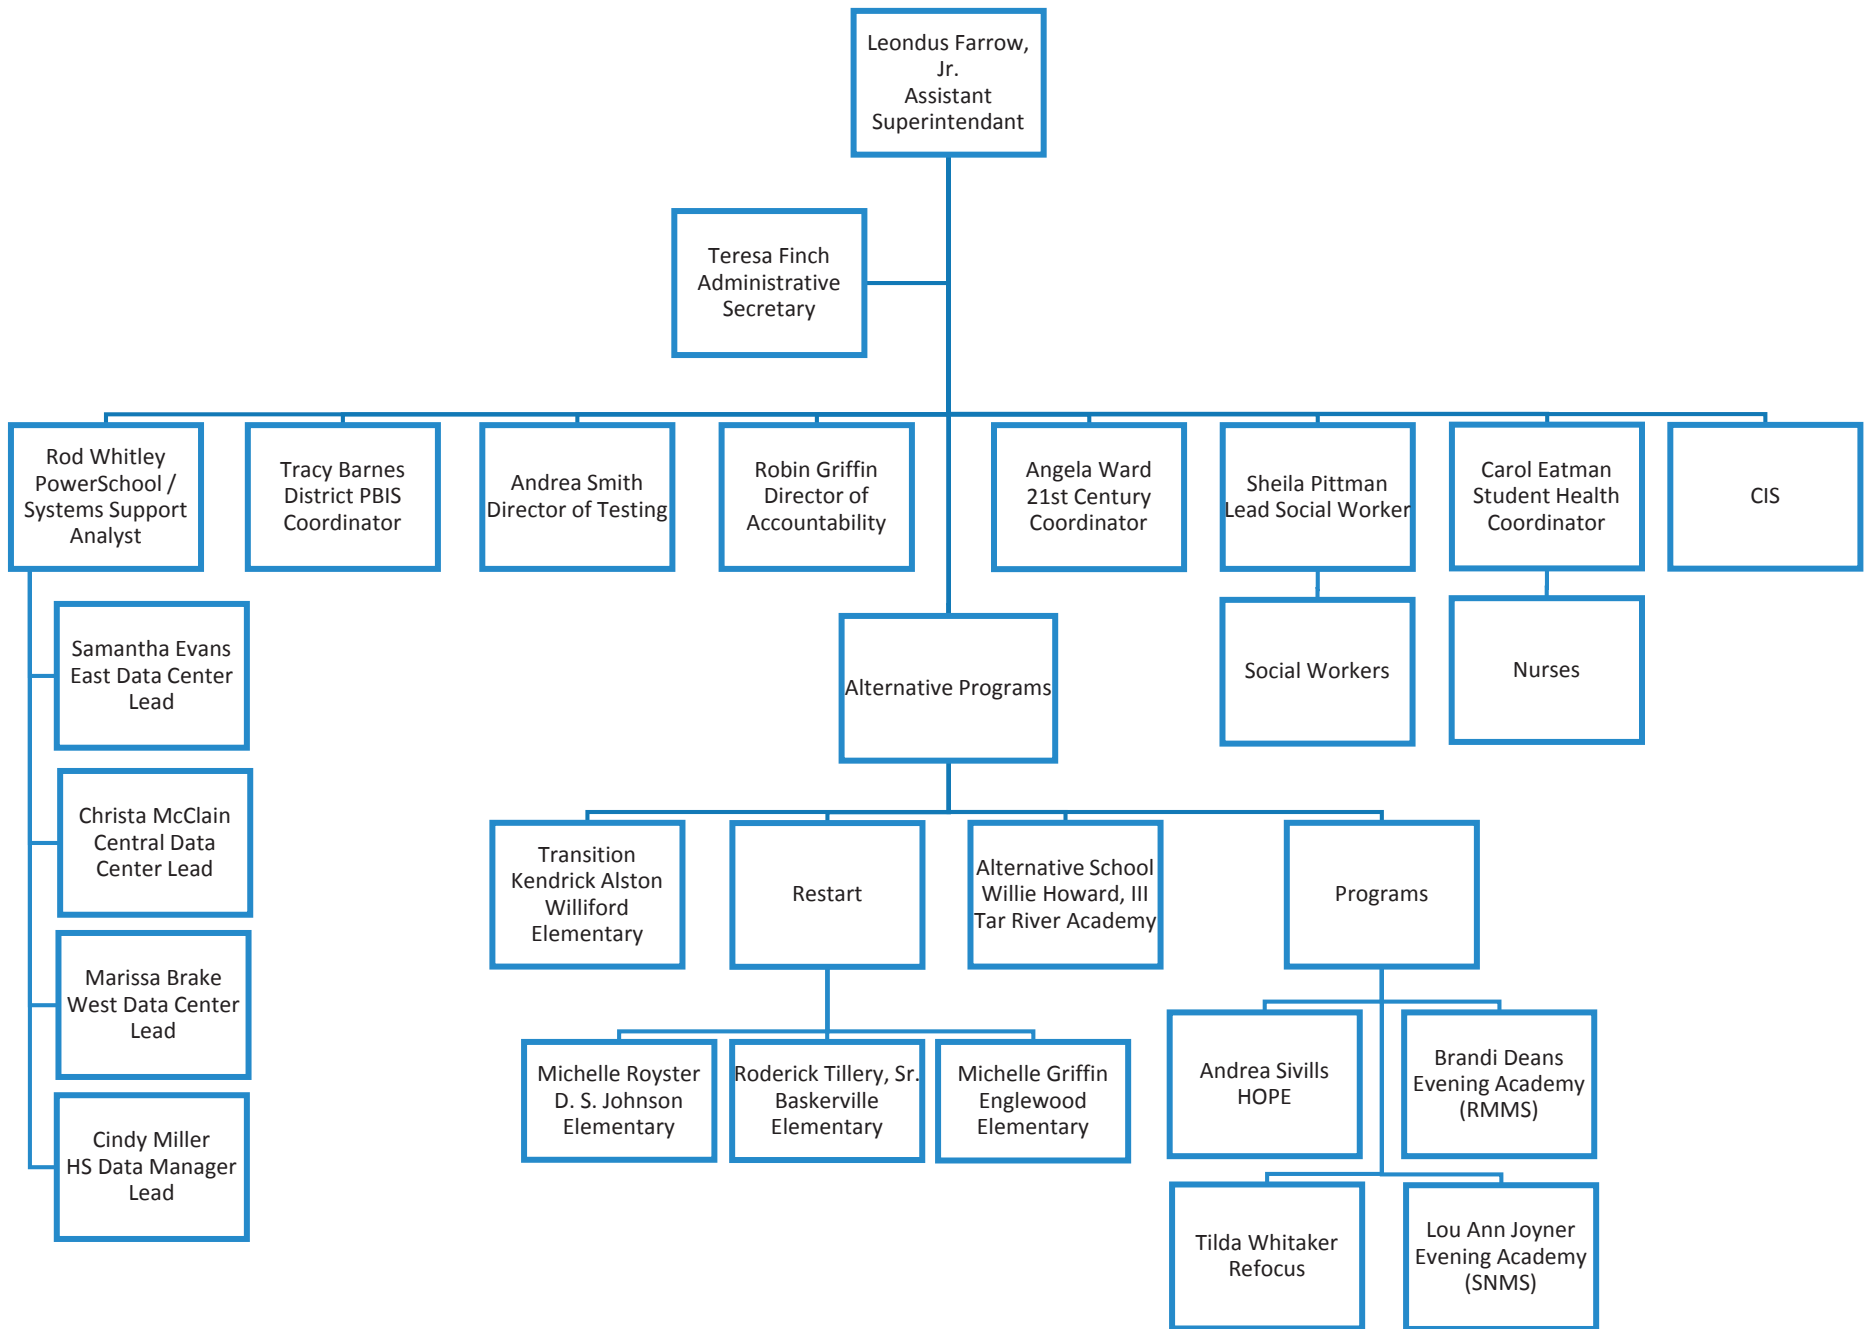 Leondus Farrow,
Jr.
Assistant
Superintendant
Teresa Finch
Administrative
Secretary
Rod Whitley
PowerSchool /
Systems Support
Analyst
Tracy Barnes
District PBIS
Coordinator
Andrea Smith
Director of Testing
Robin Griffin
Director of
Accountability
Angela Ward
21st Century
Coordinator
Sheila Pittman
Lead Social Worker
Carol Eatman
Student Health
Coordinator
CIS
Samantha Evans
East Data Center
Lead
Christa McClain
Central Data
Center Lead
Marissa Brake
West Data Center
Lead
Cindy Miller
HS Data Manager
Lead
Social Workers
Nurses
Alternative Programs
Transition
Kendrick Alston
Williford
Elementary
Restart
Alternative School
Willie Howard, III
Tar River Academy
Programs
Michelle Royster
D. S. Johnson
Elementary
Roderick Tillery, Sr.
Baskerville
Elementary
Michelle Griffin
Englewood
Elementary
Andrea Sivills
HOPE
Brandi Deans
Evening Academy
(RMMS)
Tilda Whitaker
Refocus
Lou Ann Joyner
Evening Academy
(SNMS)